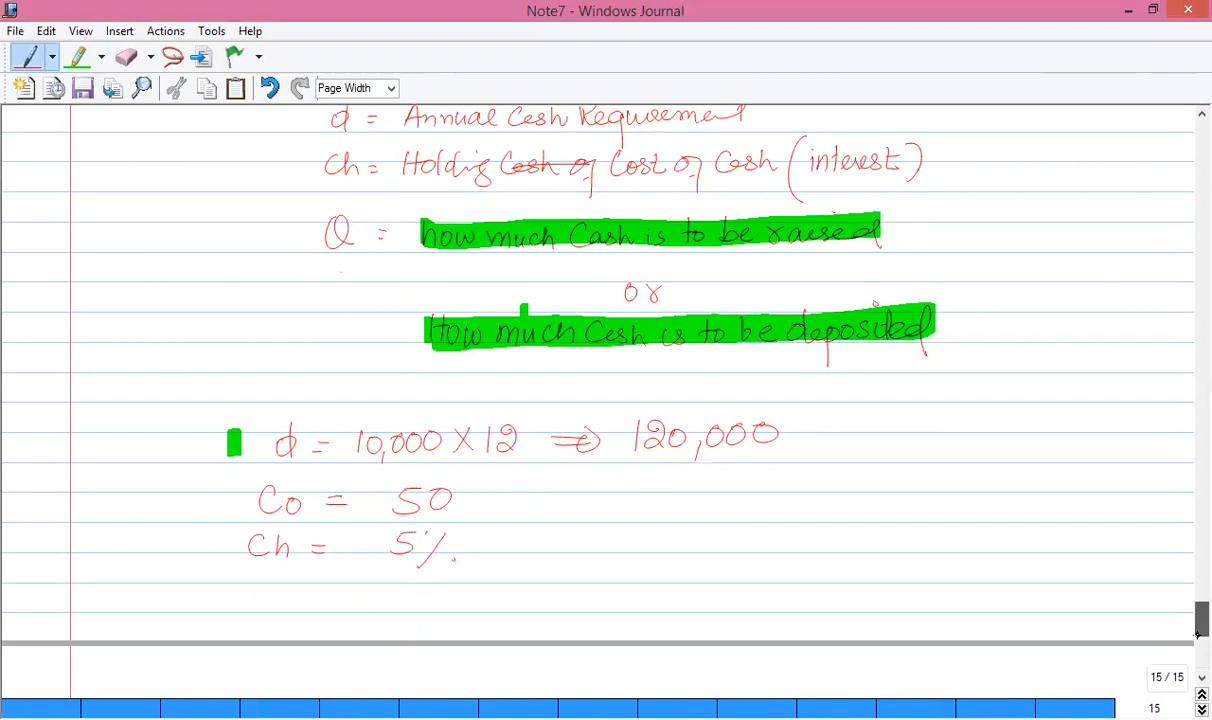 Note7 - Windows Journal
File Edit View Insert Actions Tools Help
Page Width
d = Annual Cash Requirement
Ch = Holding Cash of Cost of Cash (interest)
Q = how much Cash is to be raised
or
How much Cash is to be deposited
d = 10,000 X 12 ⇒ 120,000
Co = 50
Ch = 5%.
15 / 15
15